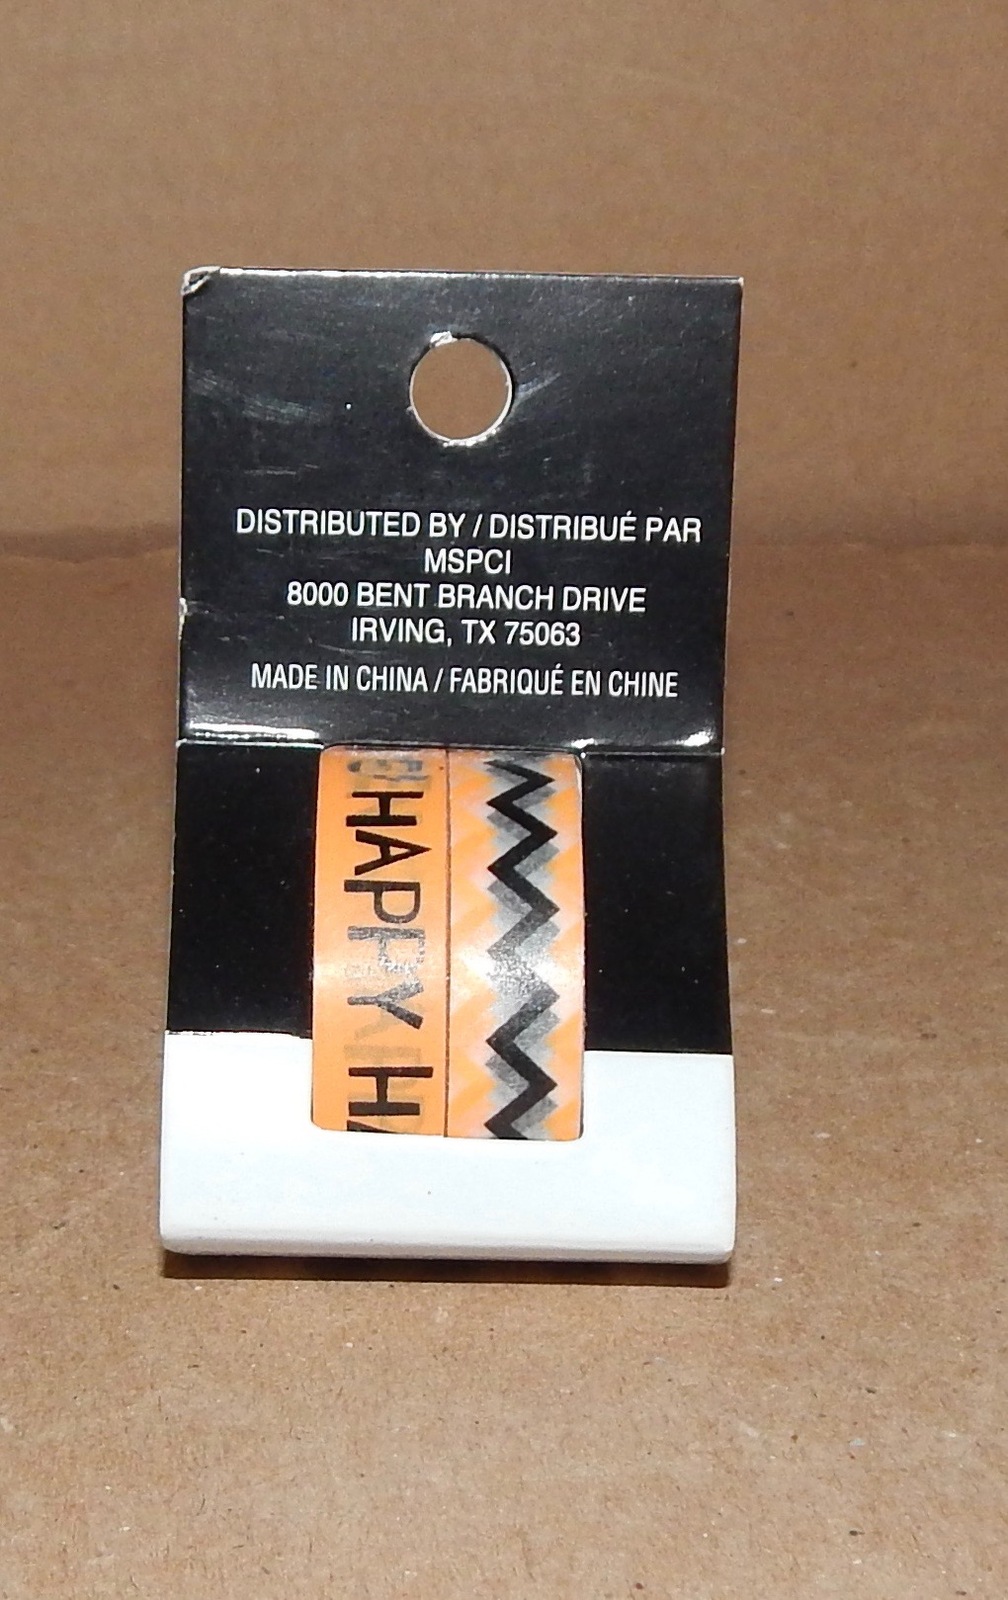 DISTRIBUTED BY / DISTRIBUÉ PAR
MSPCI
8000 BENT BRANCH DRIVE
IRVING, TX 75063
MADE IN CHINA / FABRIQUÉ EN CHINE
HAPPY HA